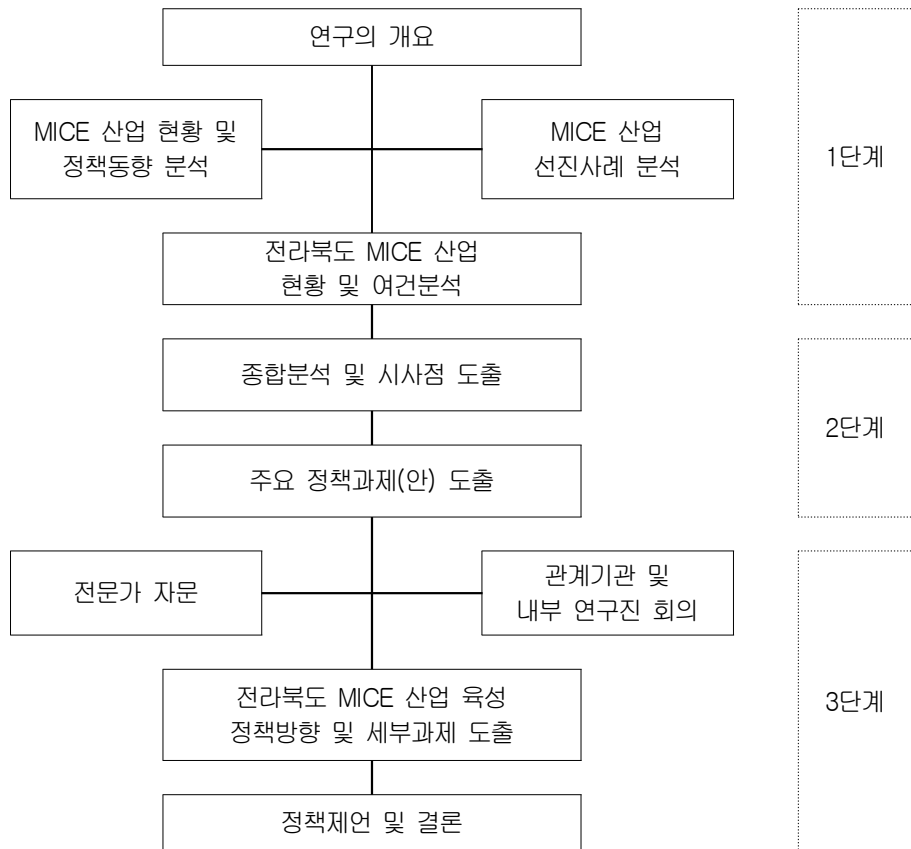 연구의 개요
MICE 산업 현황 및
정책동향 분석
MICE 산업
선진사례 분석
전라북도 MICE 산업
현황 및 여건분석
1단계
종합분석 및 시사점 도출
주요 정책과제(안) 도출
2단계
전문가 자문
관계기관 및
내부 연구진 회의
전라북도 MICE 산업 육성
정책방향 및 세부과제 도출
정책제언 및 결론
3단계